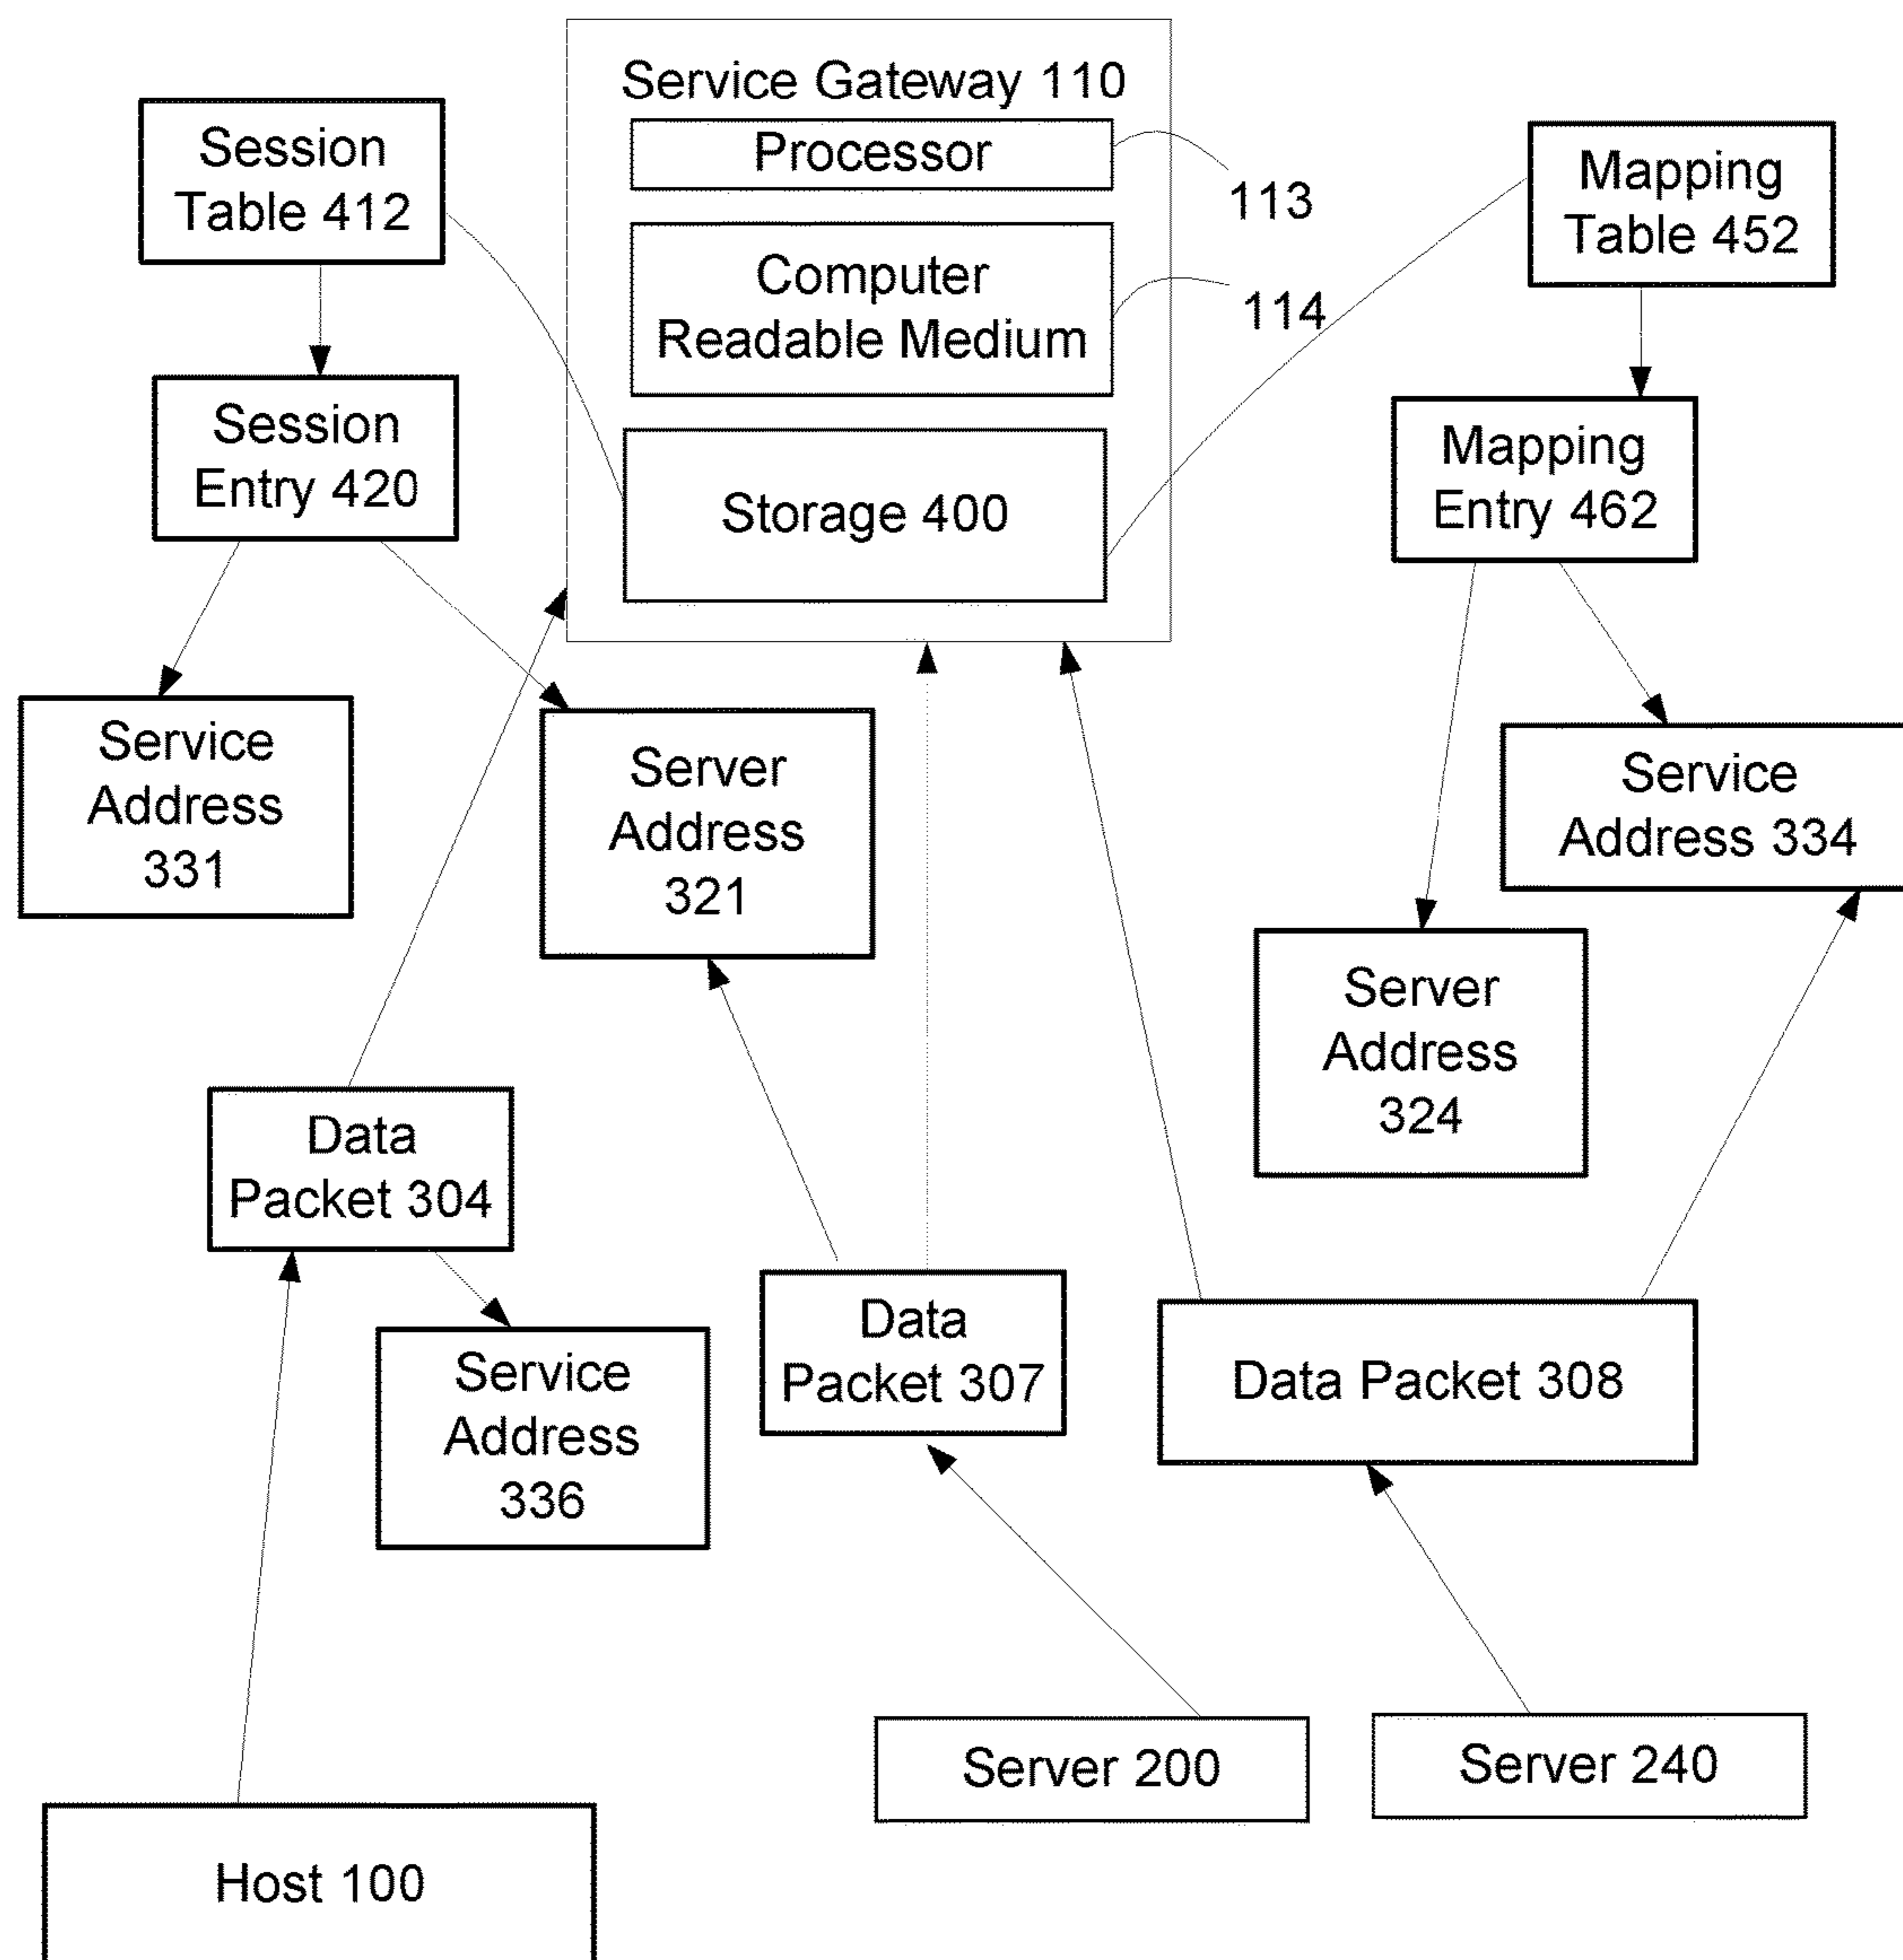 Service Gateway 110
Processor
113
Computer
Readable Medium
114
Storage 400
Session
Table 412
Mapping
Table 452
Session
Entry 420
Mapping
Entry 462
Service
Address
331
Server
Address
321
Service
Address 334
Server
Address
324
Data
Packet 304
Service
Address
336
Data
Packet 307
Data Packet 308
Server 200
Server 240
Host 100